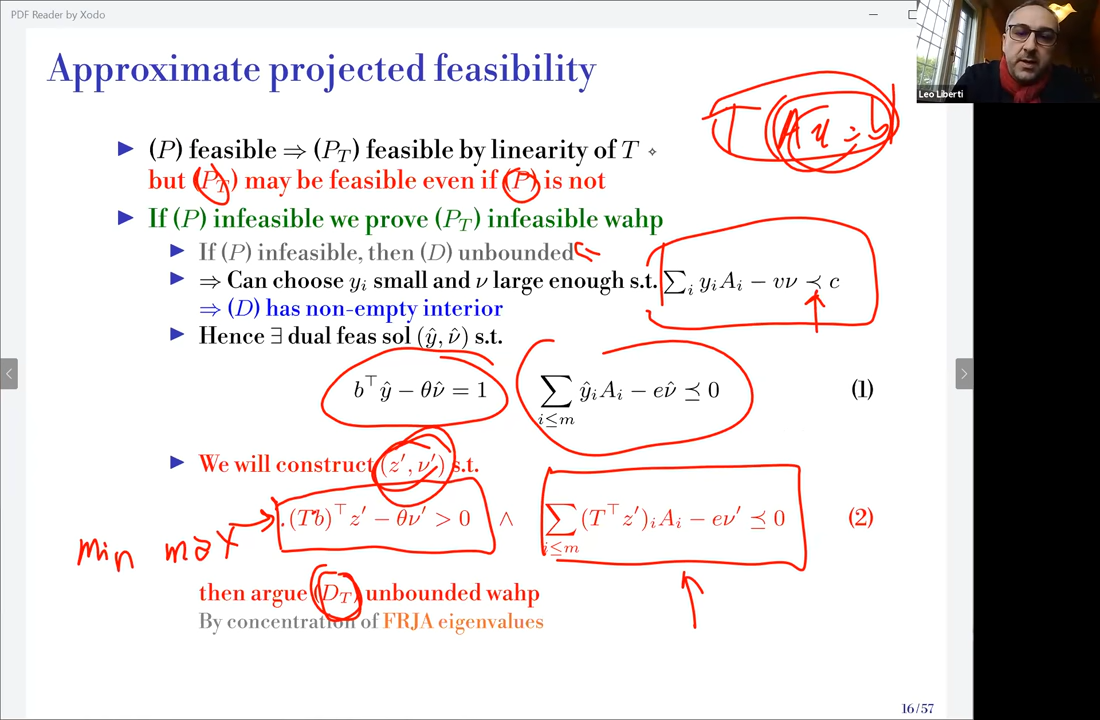 PDF Reader by Xodo
Leo Liberti
Approximate projected feasibility
T (Ax = b)
▶ (P) feasible ⇒ (P_T) feasible by linearity of T ⋄
but (P_T) may be feasible even if (P) is not
▶ If (P) infeasible we prove (P_T) infeasible wahp
▶ If (P) infeasible, then (D) unbounded
▶ ⇒ Can choose y_i small and ν large enough s.t. ∑_i y_i A_i − vν ≺ c
⇒ (D) has non-empty interior
▶ Hence ∃ dual feas sol (ŷ, ν̂) s.t.
b^⊤ ŷ − θν̂ = 1 ∑_{i≤m} ŷ_i A_i − eν̂ ⪯ 0 (1)
▶ We will construct (z′, ν′) s.t.
(Tb)^⊤ z′ − θν′ > 0 ∧ ∑_{i≤m} (T^⊤ z′)_i A_i − eν′ ⪯ 0 (2)
min max
then argue (D_T) unbounded wahp
By concentration of FRJA eigenvalues
16/57